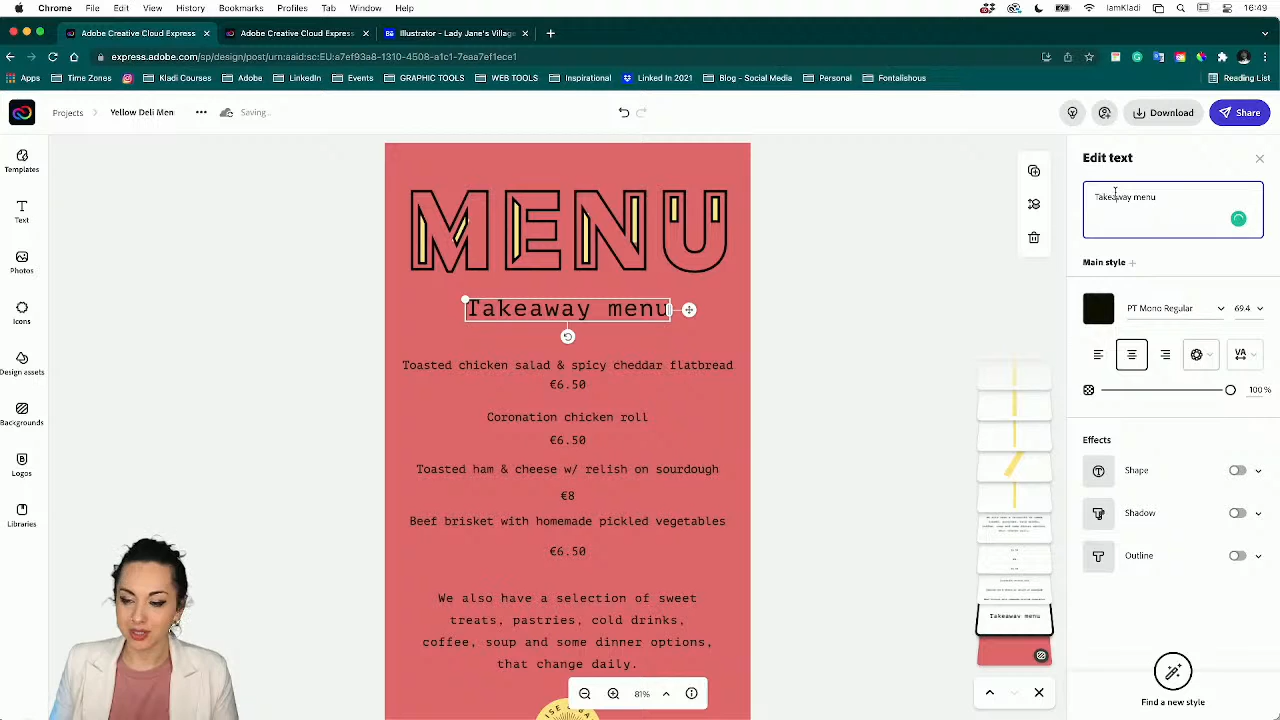 Chrome File Edit View History Bookmarks Profiles Tab Window Help IamKadi 16:49
Adobe Creative Cloud Express Adobe Creative Cloud Express Illustrator - Lady Jane's Villag
express.adobe.com/sp/design/post/urn:aaid:sc:EU:a7ef93a8-1310-4508-a1c1-7eaa7ef1ece1
Apps Time Zones Kladi Courses Adobe LinkedIn Events GRAPHIC TOOLS WEB TOOLS Inspirational Linked In 2021 Blog - Social Media Personal Fontalishous Reading List
Projects Yellow Deli Men Saving.. Download Share
Templates
Text
Photos
Icons
Design assets
Backgrounds
Logos
Libraries
MENU
Takeaway menu
Toasted chicken salad & spicy cheddar flatbread
€6.50
Coronation chicken roll
€6.50
Toasted ham & cheese w/ relish on sourdough
€8
Beef brisket with homemade pickled vegetables
€6.50
We also have a selection of sweet
treats, pastries, cold drinks,
coffee, soup and some dinner options,
that change daily.
81%
Takeaway menu
Edit text
Takeaway menu
Main style
PT Mono Regular 69.4
VA
100 %
Effects
Shape
Shadow
Outline
Find a new style